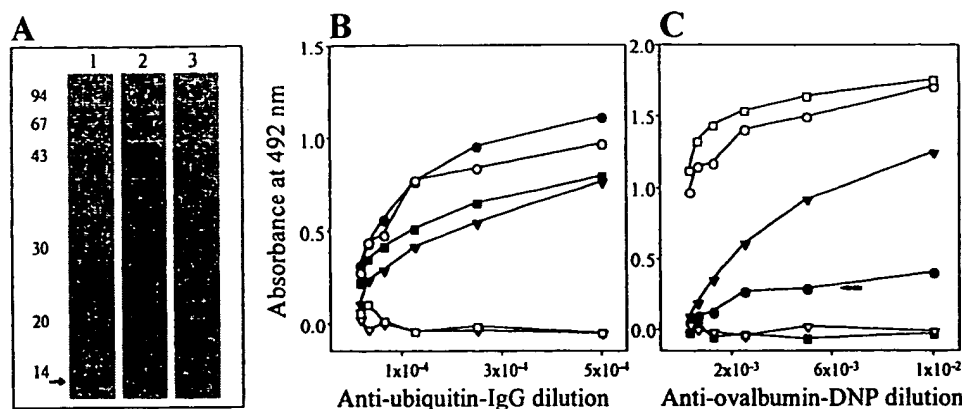 A
1 2 3
94
67
43
30
20
14
B
Absorbance at 492 nm
1.5
1.0
0.5
0.0
1x10⁻⁴
3x10⁻⁴
5x10⁻⁴
Anti-ubiquitin-IgG dilution
C
2.0
1.5
1.0
0.5
0.0
2x10⁻³
6x10⁻³
1x10⁻²
Anti-ovalbumin-DNP dilution